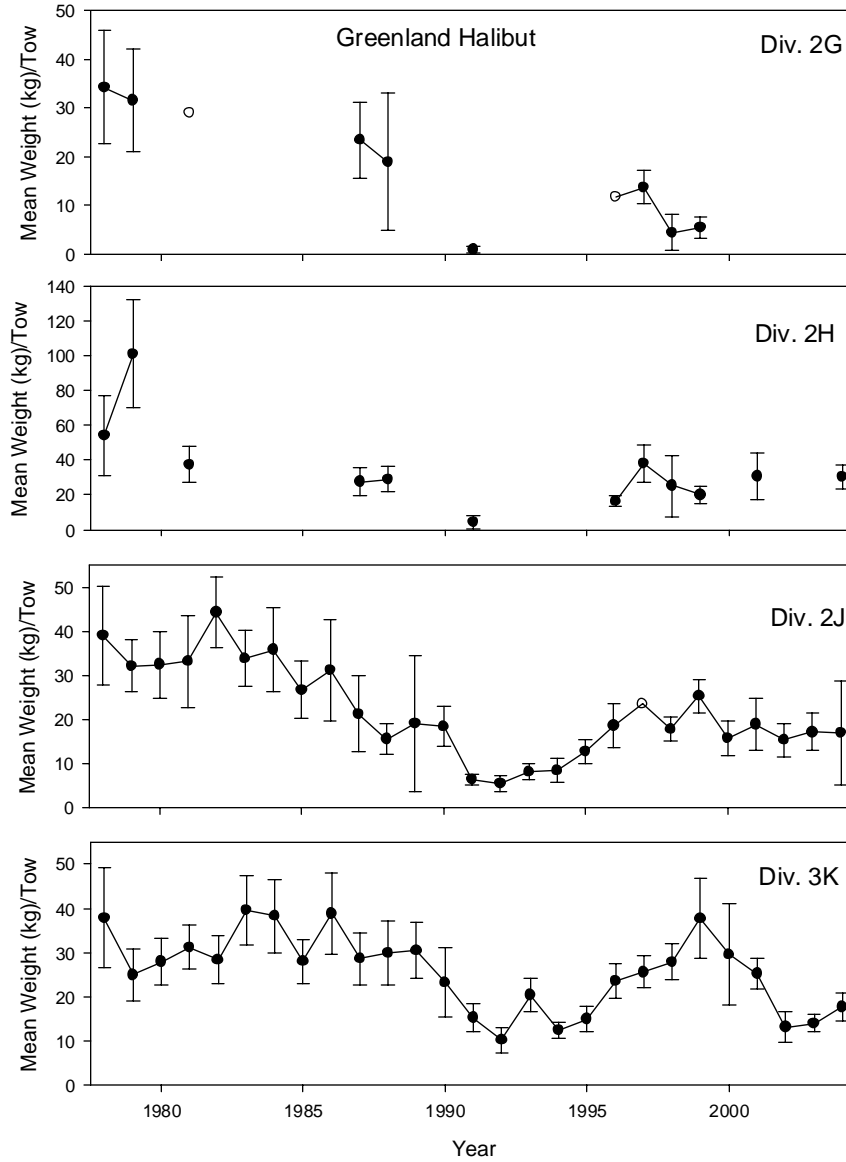 Greenland Halibut
Div. 2G
Mean Weight (kg)/Tow
50
40
30
20
10
0
Div. 2H
Mean Weight (kg)/Tow
140
120
100
80
60
40
20
0
Div. 2J
Mean Weight (kg)/Tow
50
40
30
20
10
0
Div. 3K
Mean Weight (kg)/Tow
50
40
30
20
10
0
1980 1985 1990 1995 2000
Year